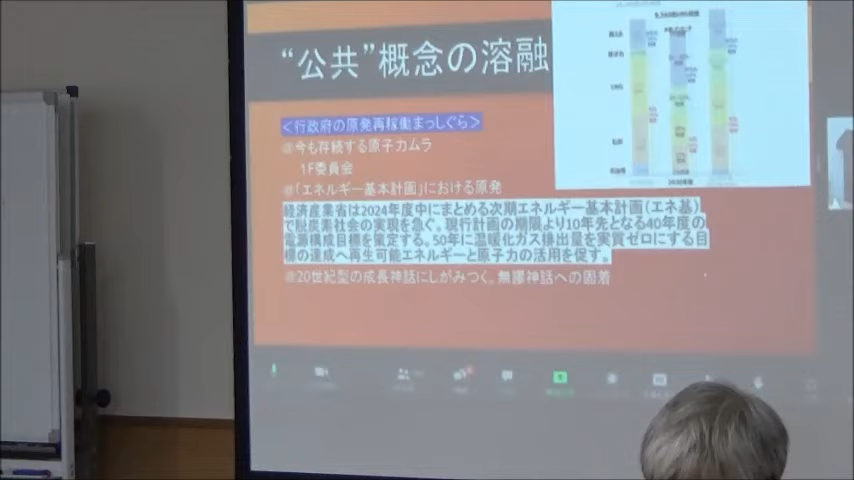 “公共”概念の溶融
<行政府の原発再稼働まっしぐら>
@今も存続する原子力ムラ
1F委員会
@「エネルギー基本計画」における原発
経済産業省は2024年度中にまとめる次期エネルギー基本計画(エネ基)
で脱炭素社会の実現を急ぐ。現行計画の期限より10年先となる40年度の
電源構成目標を策定する。50年に温暖化ガス排出量を実質ゼロにする目
標の達成へ再生可能エネルギーと原子力の活用を促す。
@20世紀型の成長神話にしがみつく。無謬神話への固着